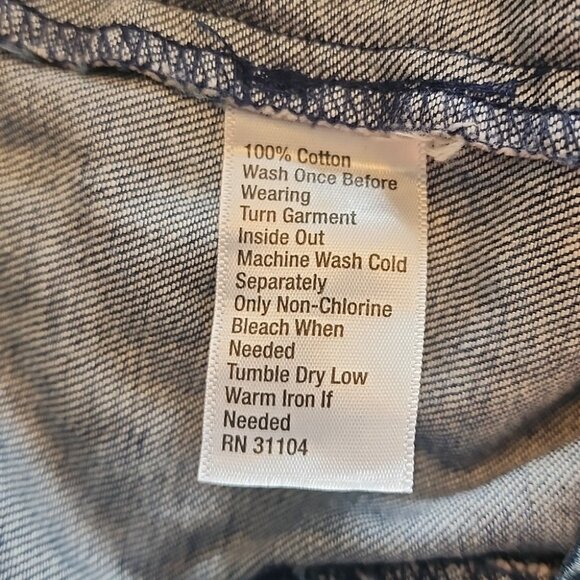 100% Cotton
Wash Once Before
Wearing
Turn Garment
Inside Out
Machine Wash Cold
Separately
Only Non-Chlorine
Bleach When
Needed
Tumble Dry Low
Warm Iron If
Needed
RN 31104